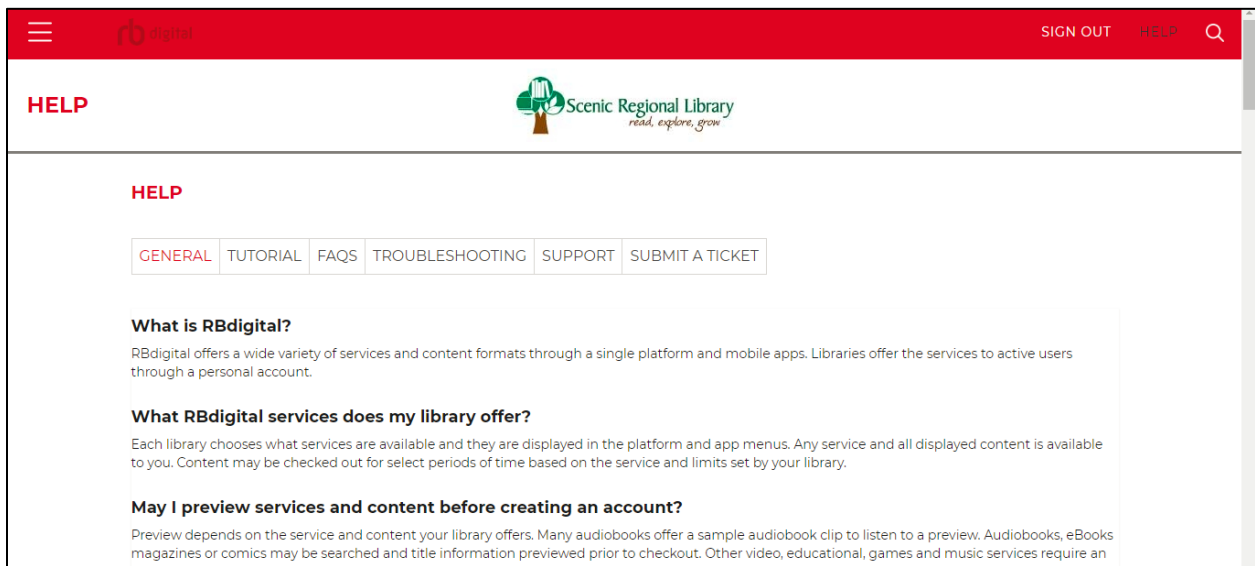 rb digital
SIGN OUT HELP
HELP
Scenic Regional Library
read, explore, grow
HELP
GENERAL TUTORIAL FAQS TROUBLESHOOTING SUPPORT SUBMIT A TICKET
What is RBdigital?
RBdigital offers a wide variety of services and content formats through a single platform and mobile apps. Libraries offer the services to active users
through a personal account.
What RBdigital services does my library offer?
Each library chooses what services are available and they are displayed in the platform and app menus. Any service and all displayed content is available
to you. Content may be checked out for select periods of time based on the service and limits set by your library.
May I preview services and content before creating an account?
Preview depends on the service and content your library offers. Many audiobooks offer a sample audiobook clip to listen to a preview. Audiobooks, eBooks
magazines or comics may be searched and title information previewed prior to checkout. Other video, educational, games and music services require an